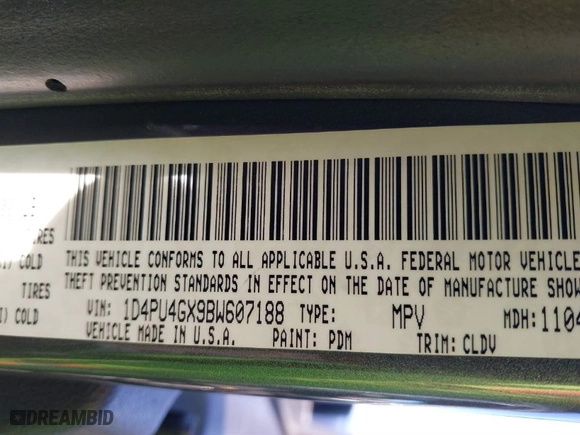 THIS VEHICLE CONFORMS TO ALL APPLICABLE U.S.A. FEDERAL MOTOR VEHICLE
THEFT PREVENTION STANDARDS IN EFFECT ON THE DATE OF MANUFACTURE SHOW
COLD
TIRES
VIN: 1D4PU4GX9BW607188 TYPE: MPV MDH:1104
COLD
VEHICLE MADE IN U.S.A. PAINT: PDM TRIM: CLDV
DREAMBID